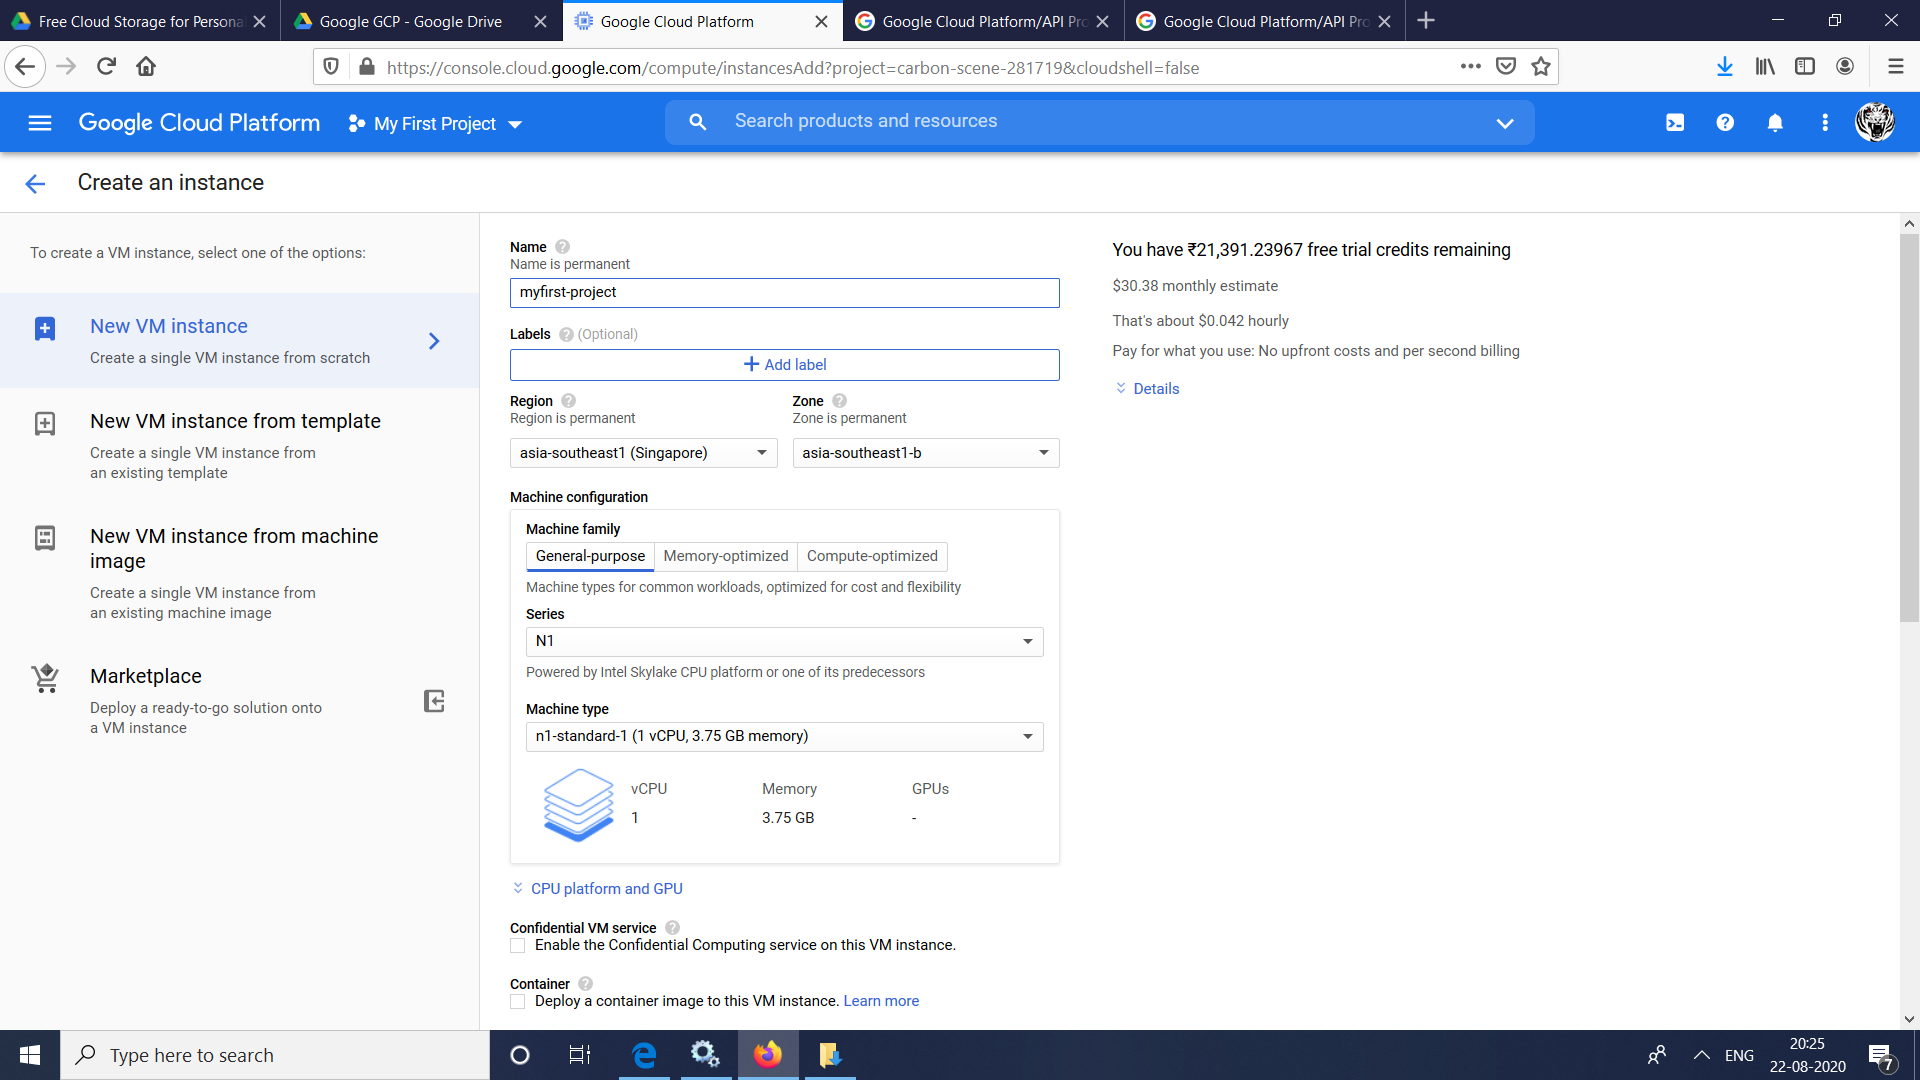 Free Cloud Storage for Persona
Google GCP - Google Drive
Google Cloud Platform
Google Cloud Platform/API Pro
Google Cloud Platform/API Pro
https://console.cloud.google.com/compute/instancesAdd?project=carbon-scene-281719&cloudshell=false
Google Cloud Platform
My First Project
Search products and resources
Create an instance
To create a VM instance, select one of the options:
New VM instance
Create a single VM instance from scratch
New VM instance from template
Create a single VM instance from
an existing template
New VM instance from machine
image
Create a single VM instance from
an existing machine image
Marketplace
Deploy a ready-to-go solution onto
a VM instance
Name
Name is permanent
myfirst-project
Labels (Optional)
Add label
Region
Region is permanent
asia-southeast1 (Singapore)
Zone
Zone is permanent
asia-southeast1-b
Machine configuration
Machine family
General-purpose
Memory-optimized
Compute-optimized
Machine types for common workloads, optimized for cost and flexibility
Series
N1
Powered by Intel Skylake CPU platform or one of its predecessors
Machine type
n1-standard-1 (1 vCPU, 3.75 GB memory)
vCPU Memory GPUs
1 3.75 GB -
CPU platform and GPU
Confidential VM service
Enable the Confidential Computing service on this VM instance.
Container
Deploy a container image to this VM instance. Learn more
You have ₹21,391.23967 free trial credits remaining
$30.38 monthly estimate
That's about $0.042 hourly
Pay for what you use: No upfront costs and per second billing
Details
Type here to search
ENG
20:25
22-08-2020
7